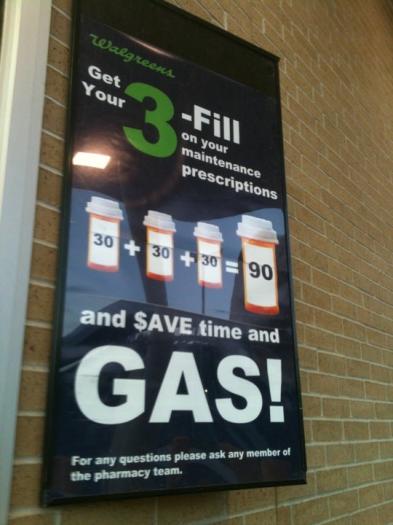 Walgreens
Get
Your 3-Fill
on your
maintenance
prescriptions
30 + 30 + 30 = 90
and $AVE time and
GAS!
For any questions please ask any member of
the pharmacy team.